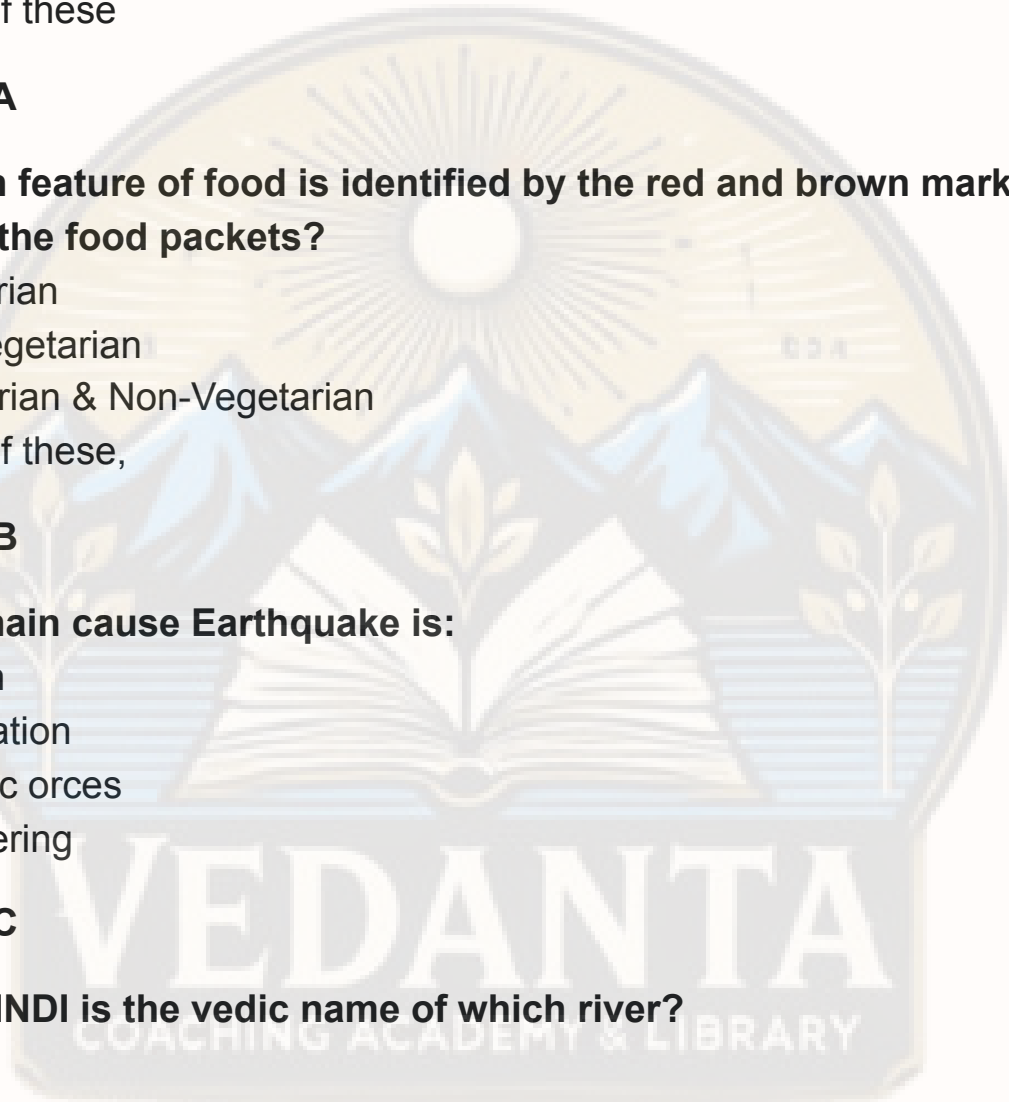 f these
A
n feature of food is identified by the red and brown mark
the food packets?
rian
egetarian
rian & Non-Vegetarian
f these,
B
nain cause Earthquake is:
n
ation
c orces
ering
C
INDI is the vedic name of which river?
VEDANTA
COACHING ACADEMY & LIBRARY